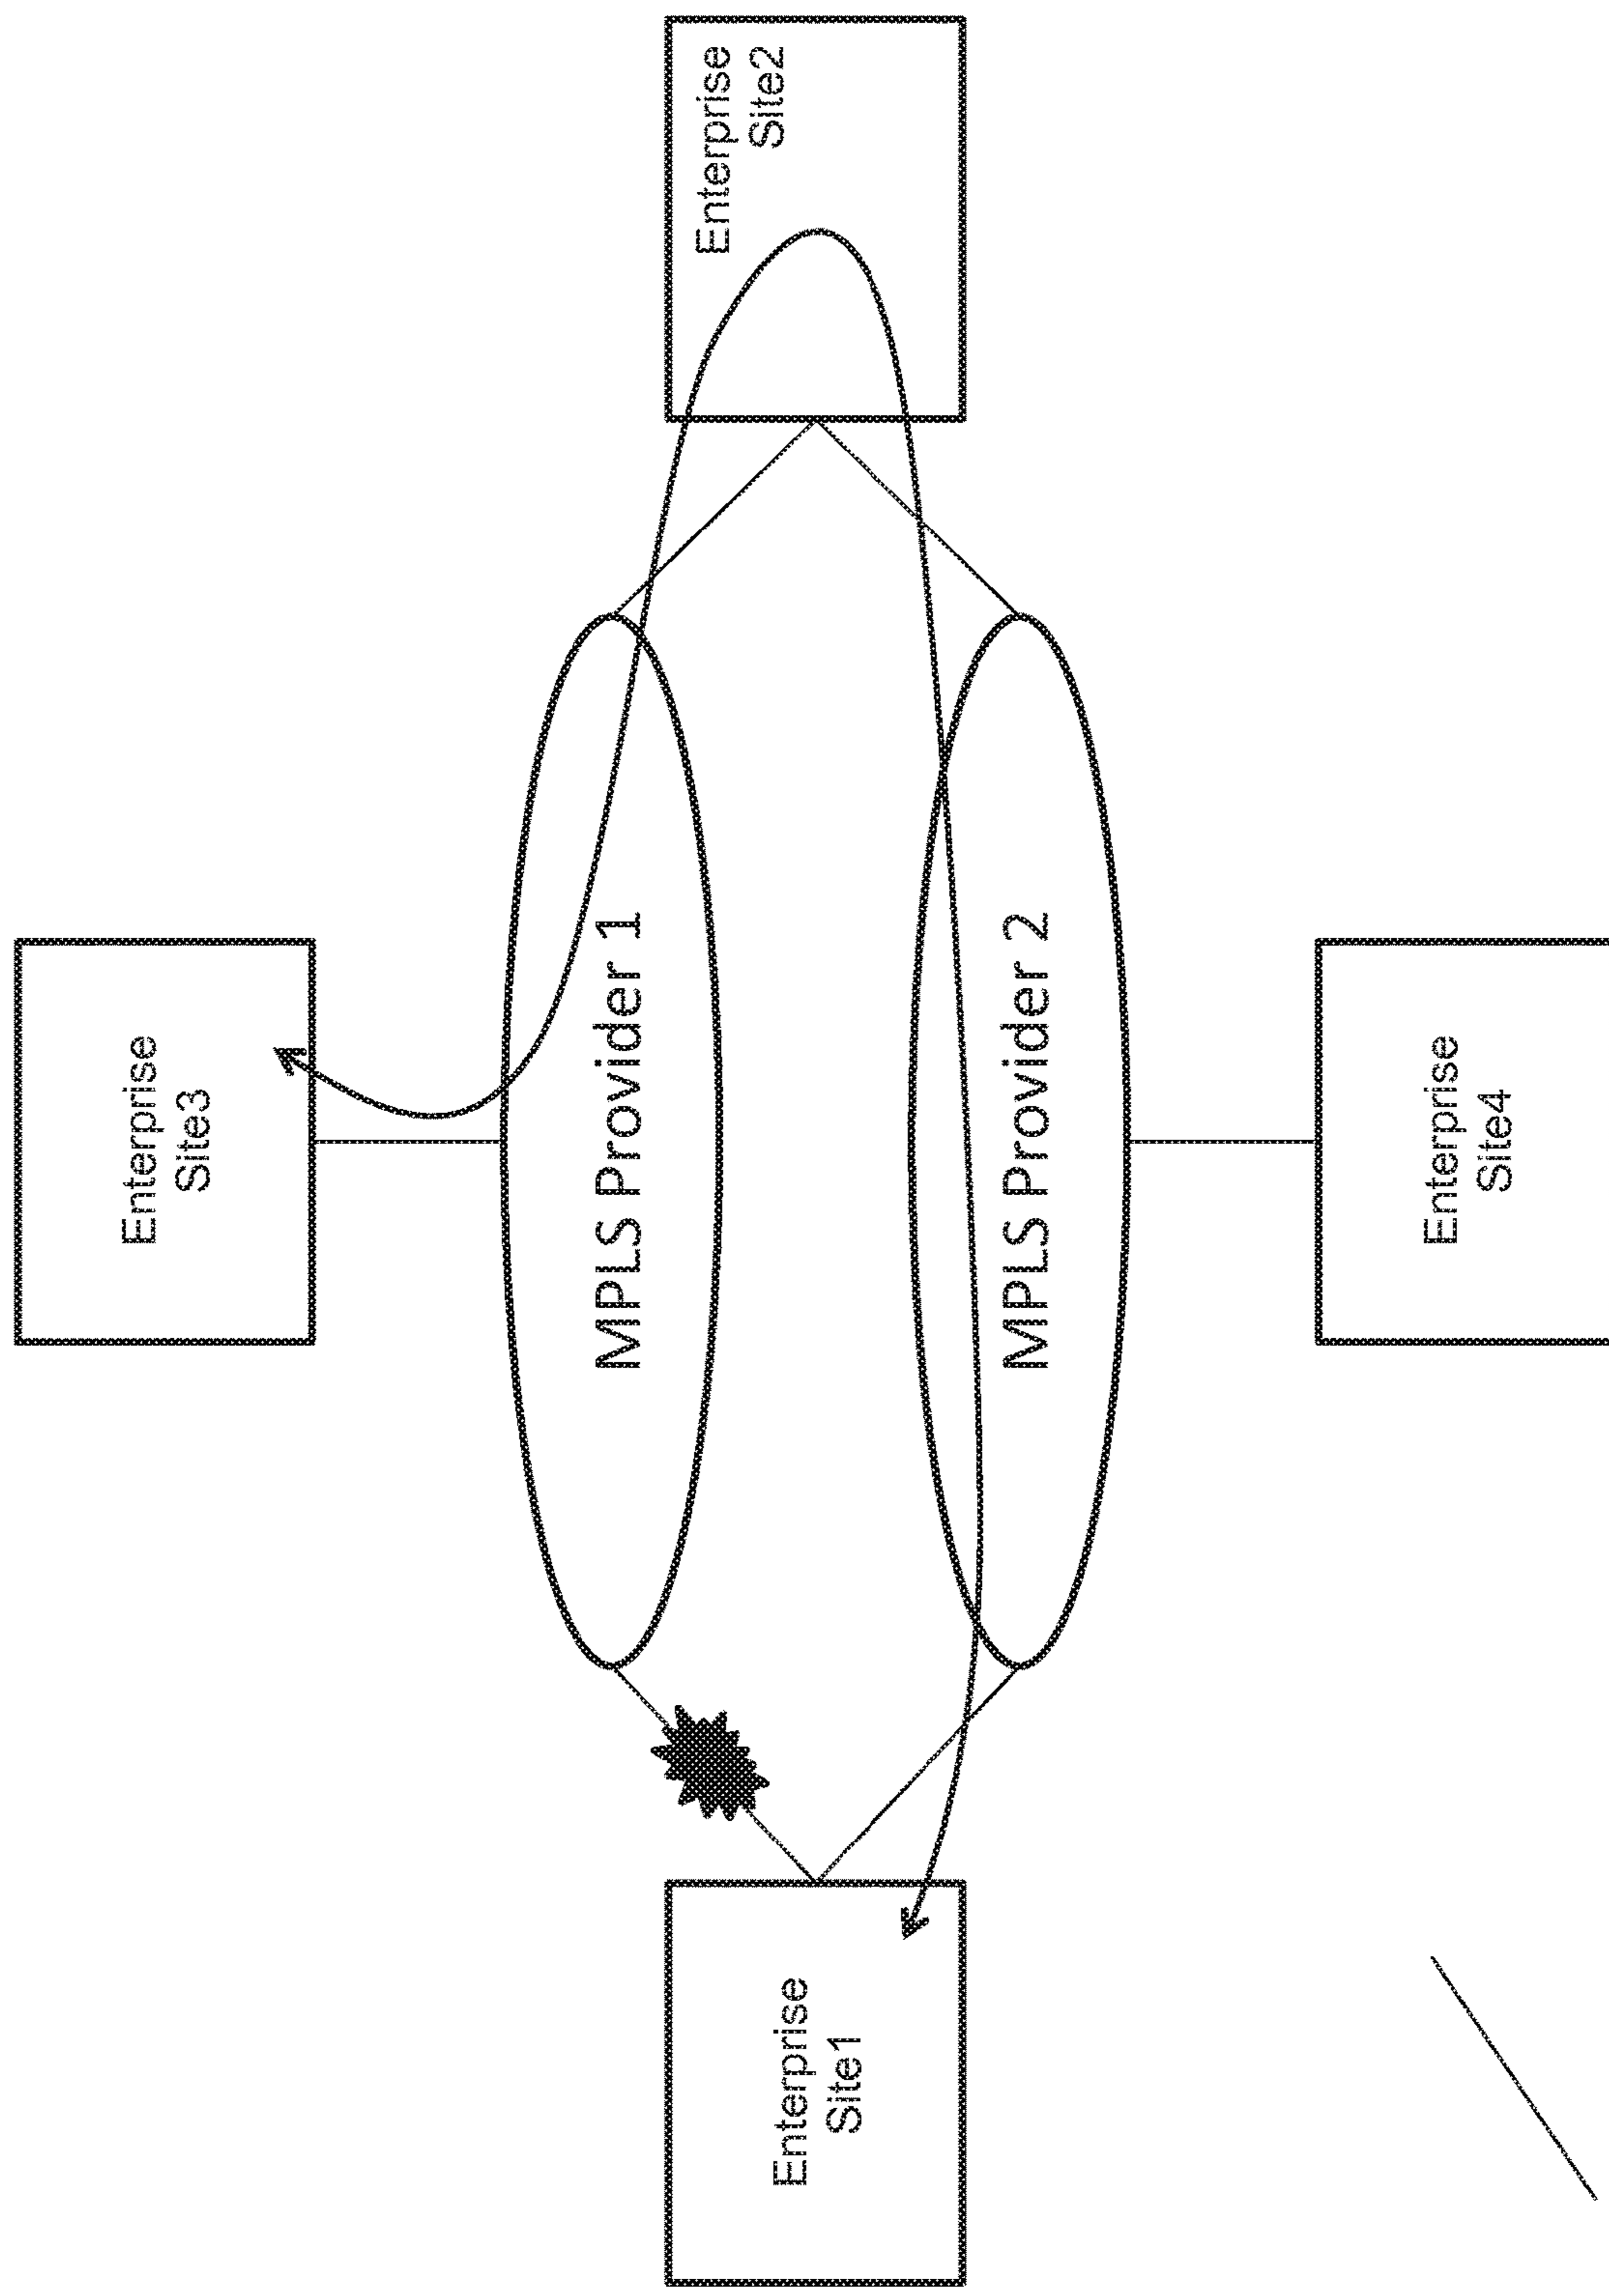 Enterprise
Site3
Enterprise
Site1
MPLS Provider 1
Enterprise
Site2
MPLS Provider 2
Enterprise
Site4